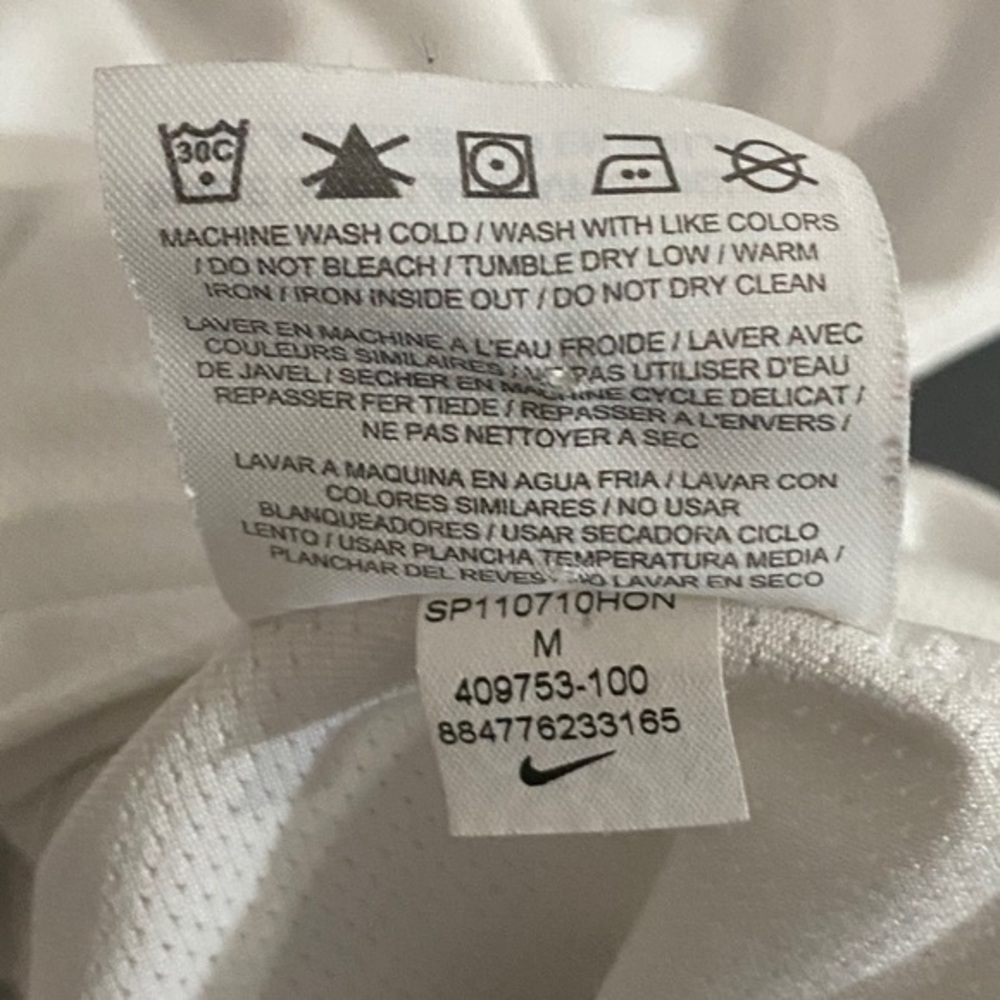 30C
MACHINE WASH COLD / WASH WITH LIKE COLORS
/ DO NOT BLEACH / TUMBLE DRY LOW / WARM
IRON / IRON INSIDE OUT / DO NOT DRY CLEAN
LAVER EN MACHINE A L'EAU FROIDE / LAVER AVEC
COULEURS SIMILAIRES / PAS UTILISER D'EAU
DE JAVEL / SECHER EN MACHINE CYCLE DELICAT /
REPASSER FER TIEDE / REPASSER A L'ENVERS /
NE PAS NETTOYER A SEC
LAVAR A MAQUINA EN AGUA FRIA / LAVAR CON
COLORES SIMILARES / NO USAR
BLANQUEADORES / USAR SECADORA CICLO
LENTO / USAR PLANCHA TEMPERATURA MEDIA /
PLANCHAR DEL REVES LAVAR EN SECO
SP110710HON
M
409753-100
884776233165